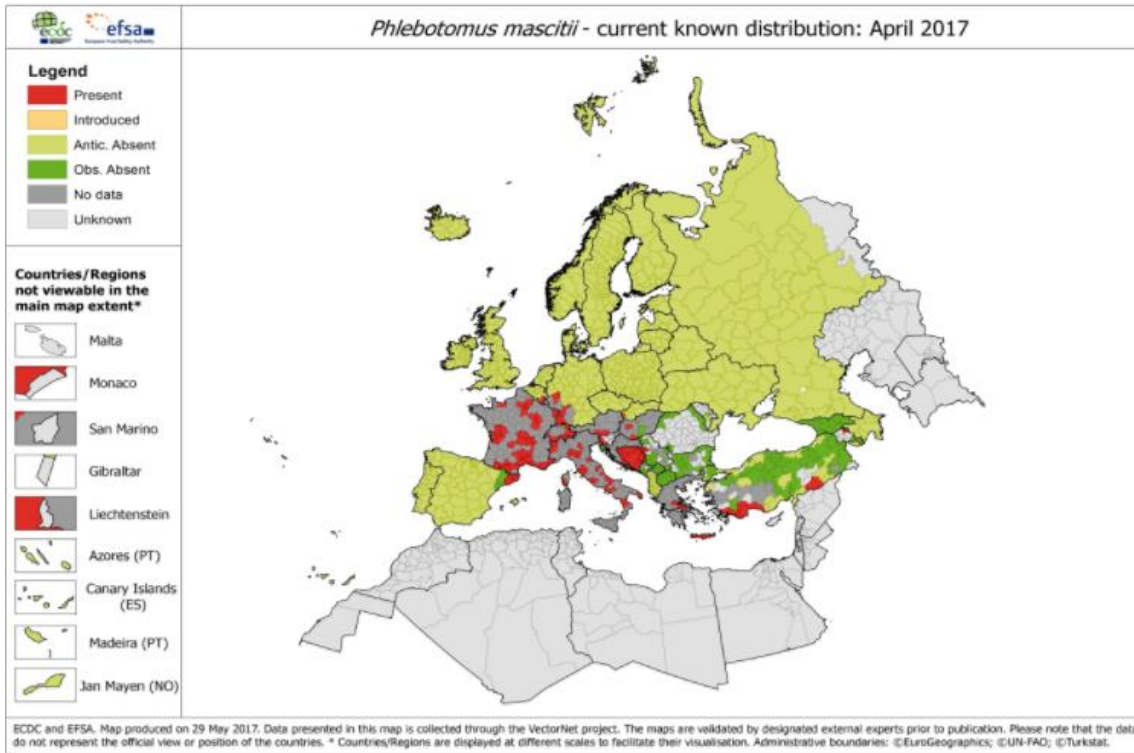 ecdc
efsa
European Food Safety Authority
Phlebotomus mascitii - current known distribution: April 2017
Legend
Present
Introduced
Antic. Absent
Obs. Absent
No data
Unknown
Countries/Regions
not viewable in the
main map extent*
Malta
Monaco
San Marino
Gibraltar
Liechtenstein
Azores (PT)
Canary Islands
(ES)
Madeira (PT)
Jan Mayen (NO)
ECDC and EFSA. Map produced on 29 May 2017. Data presented in this map is collected through the VectorNet project. The maps are validated by designated external experts prior to publication. Please note that the data
do not represent the official view or position of the countries. * Countries/Regions are displayed at different scales to facilitate their visualisation. Administrative boundaries: ©EuroGeographics; ©UN-FAO; ©Turkstat.